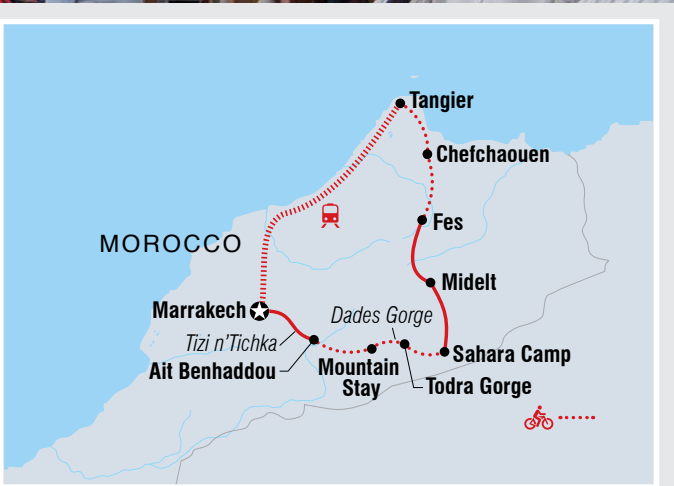 Tangier
Chefchaouen
Fes
MOROCCO
Midelt
Marrakech
Dades Gorge
Tizi n'Tichka
Sahara Camp
Ait Benhaddou
Mountain
Stay
Todra Gorge